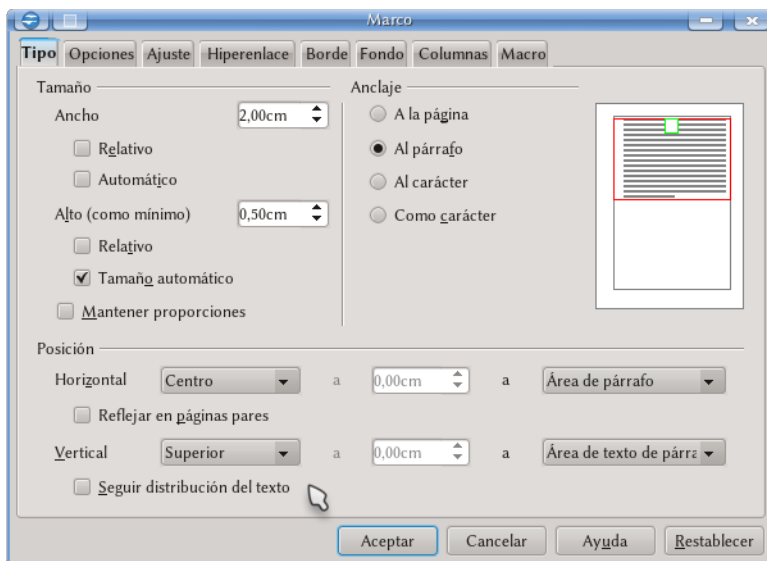 Marco
Tipo Opciones Ajuste Hiperenlace Borde Fondo Columnas Macro
Tamaño
Ancho 2,00cm
Relativo
Automático
Alto (como mínimo) 0,50cm
Relativo
Tamaño automático
Mantener proporciones
Anclaje
A la página
Al párrafo
Al carácter
Como carácter
Posición
Horizontal Centro a 0,00cm a Área de párrafo
Reflejar en páginas pares
Vertical Superior a 0,00cm a Área de texto de párra
Seguir distribución del texto
Aceptar Cancelar Ayuda Restablecer